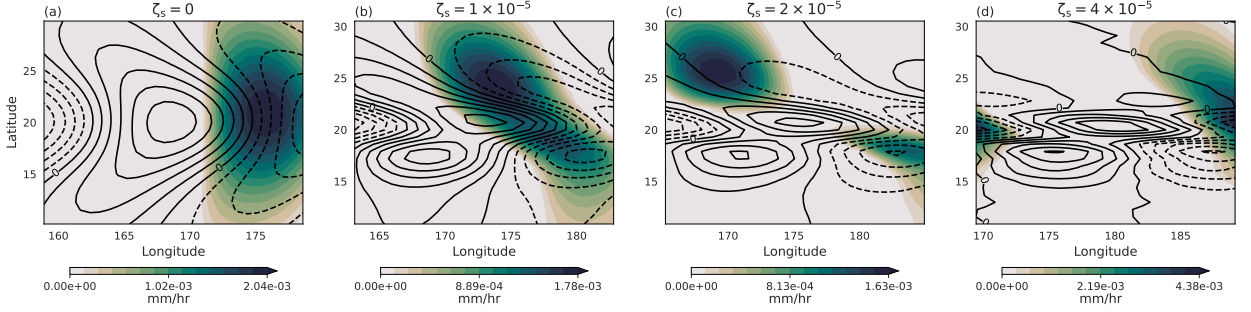 (a) ζs = 0
(b) ζs = 1 × 10⁻⁵
(c) ζs = 2 × 10⁻⁵
(d) ζs = 4 × 10⁻⁵
Latitude
25
20
15
0
0
160 165 170 175
Longitude
0.00e+00 1.02e-03 2.04e-03
mm/hr
30
25
20
15
0
0
0
165 170 175 180
Longitude
0.00e+00 8.89e-04 1.78e-03
mm/hr
30
25
20
15
0
0
0
170 175 180
Longitude
0.00e+00 8.13e-04 1.63e-03
mm/hr
30
25
20
15
0
0
0
0
0
0
170 175 180 185
Longitude
0.00e+00 2.19e-03 4.38e-03
mm/hr